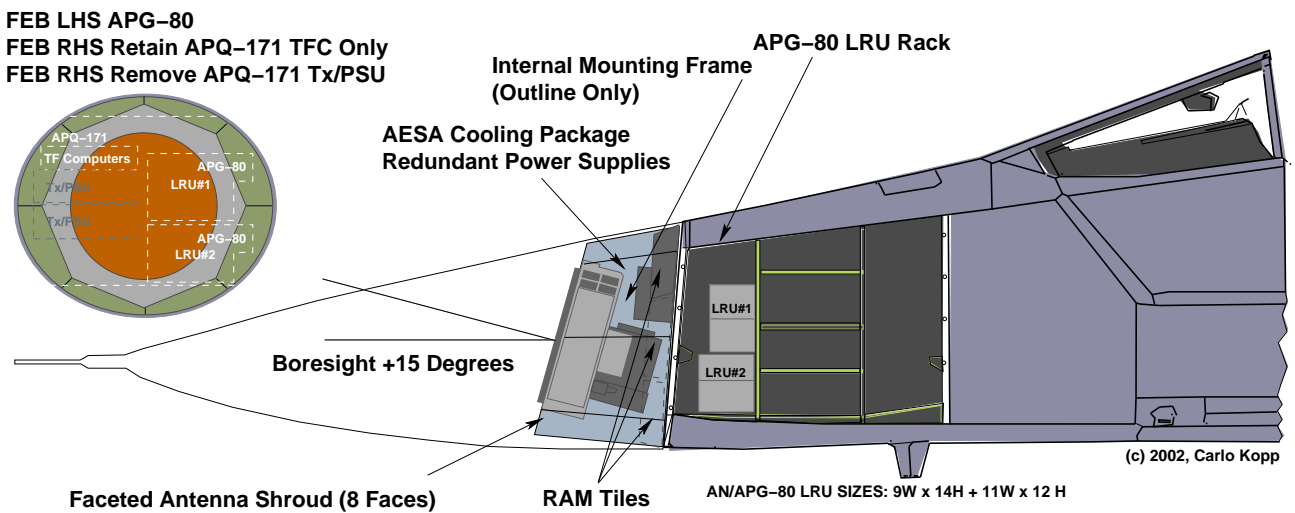 FEB LHS APG−80
FEB RHS Retain APQ−171 TFC Only
FEB RHS Remove APQ−171 Tx/PSU
APG−80 LRU Rack
Internal Mounting Frame
(Outline Only)
AESA Cooling Package
Redundant Power Supplies
APQ−171
TF Computers
APG−80
LRU#1
Tx/PSU
Tx/PSU
APG−80
LRU#2
LRU#1
LRU#2
Boresight +15 Degrees
Faceted Antenna Shroud (8 Faces)
RAM Tiles
(c) 2002, Carlo Kopp
AN/APG−80 LRU SIZES: 9W x 14H + 11W x 12 H